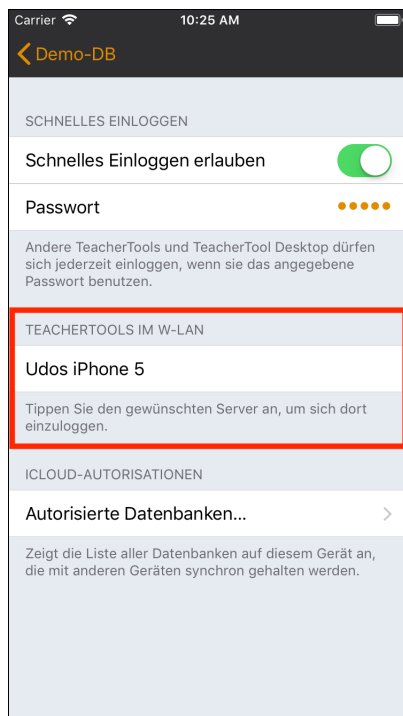 Carrier 10:25 AM
Demo-DB
SCHNELLES EINLOGGEN
Schnelles Einloggen erlauben
Passwort •••••
Andere TeacherTools und TeacherTool Desktop dürfen
sich jederzeit einloggen, wenn sie das angegebene
Passwort benutzen.
TEACHERTOOLS IM W-LAN
Udos iPhone 5
Tippen Sie den gewünschten Server an, um sich dort
einzuloggen.
ICLOUD-AUTORISATIONEN
Autorisierte Datenbanken...
Zeigt die Liste aller Datenbanken auf diesem Gerät an,
die mit anderen Geräten synchron gehalten werden.